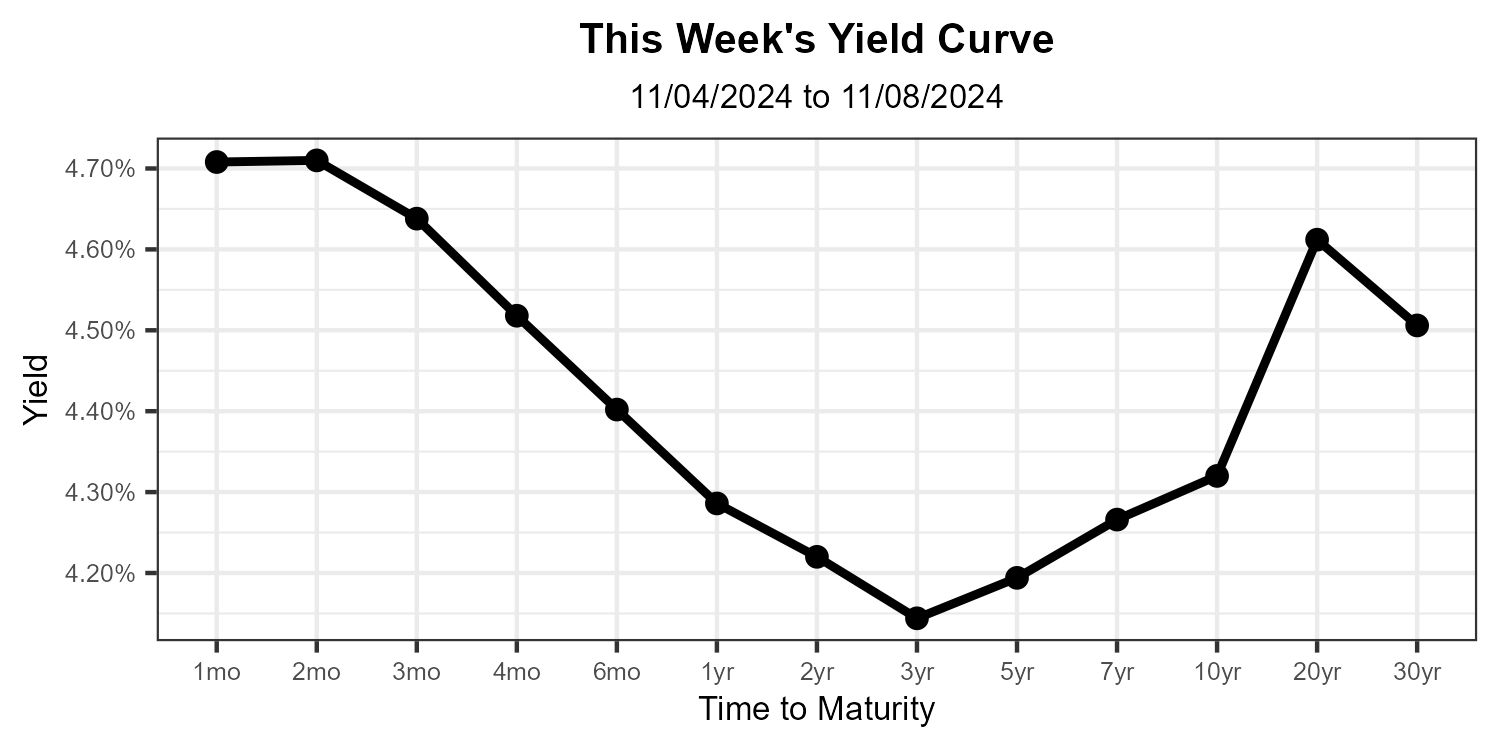 This Week's Yield Curve
11/04/2024 to 11/08/2024
Yield
4.70%
4.60%
4.50%
4.40%
4.30%
4.20%
1mo 2mo 3mo 4mo 6mo 1yr 2yr 3yr 5yr 7yr 10yr 20yr 30yr
Time to Maturity